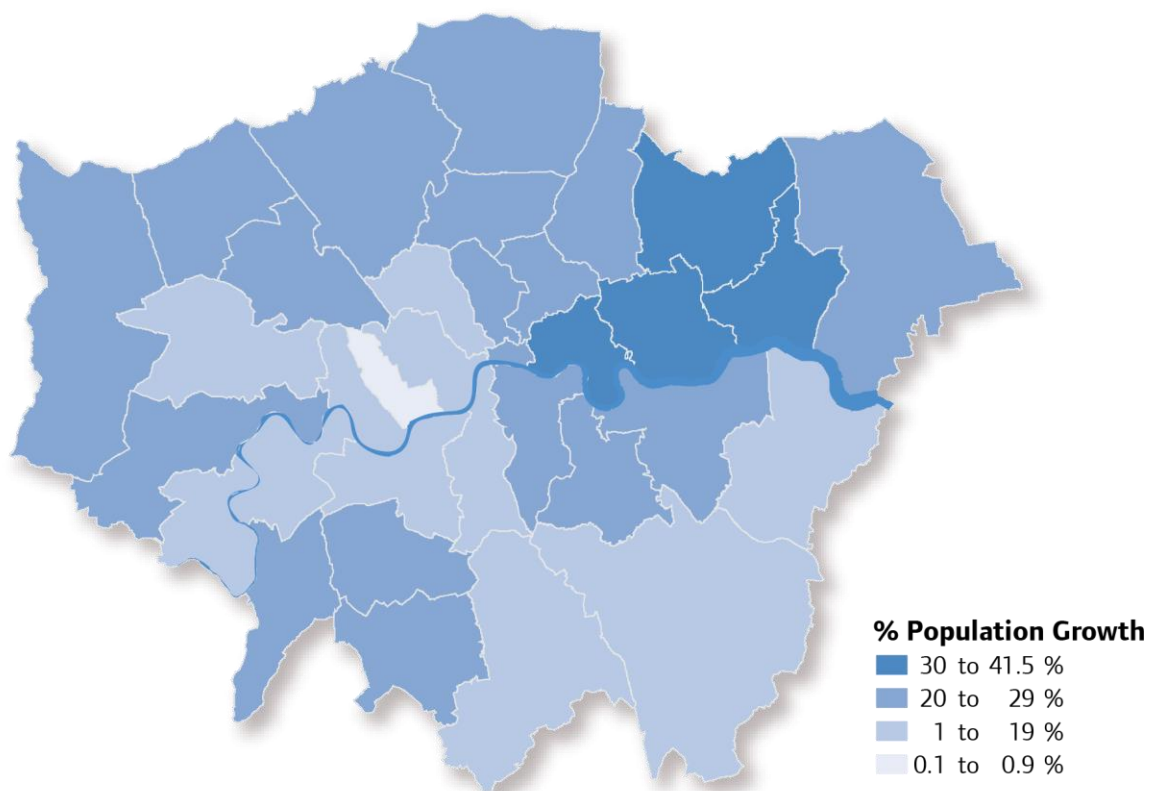 % Population Growth
30 to 41.5 %
20 to 29 %
1 to 19 %
0.1 to 0.9 %